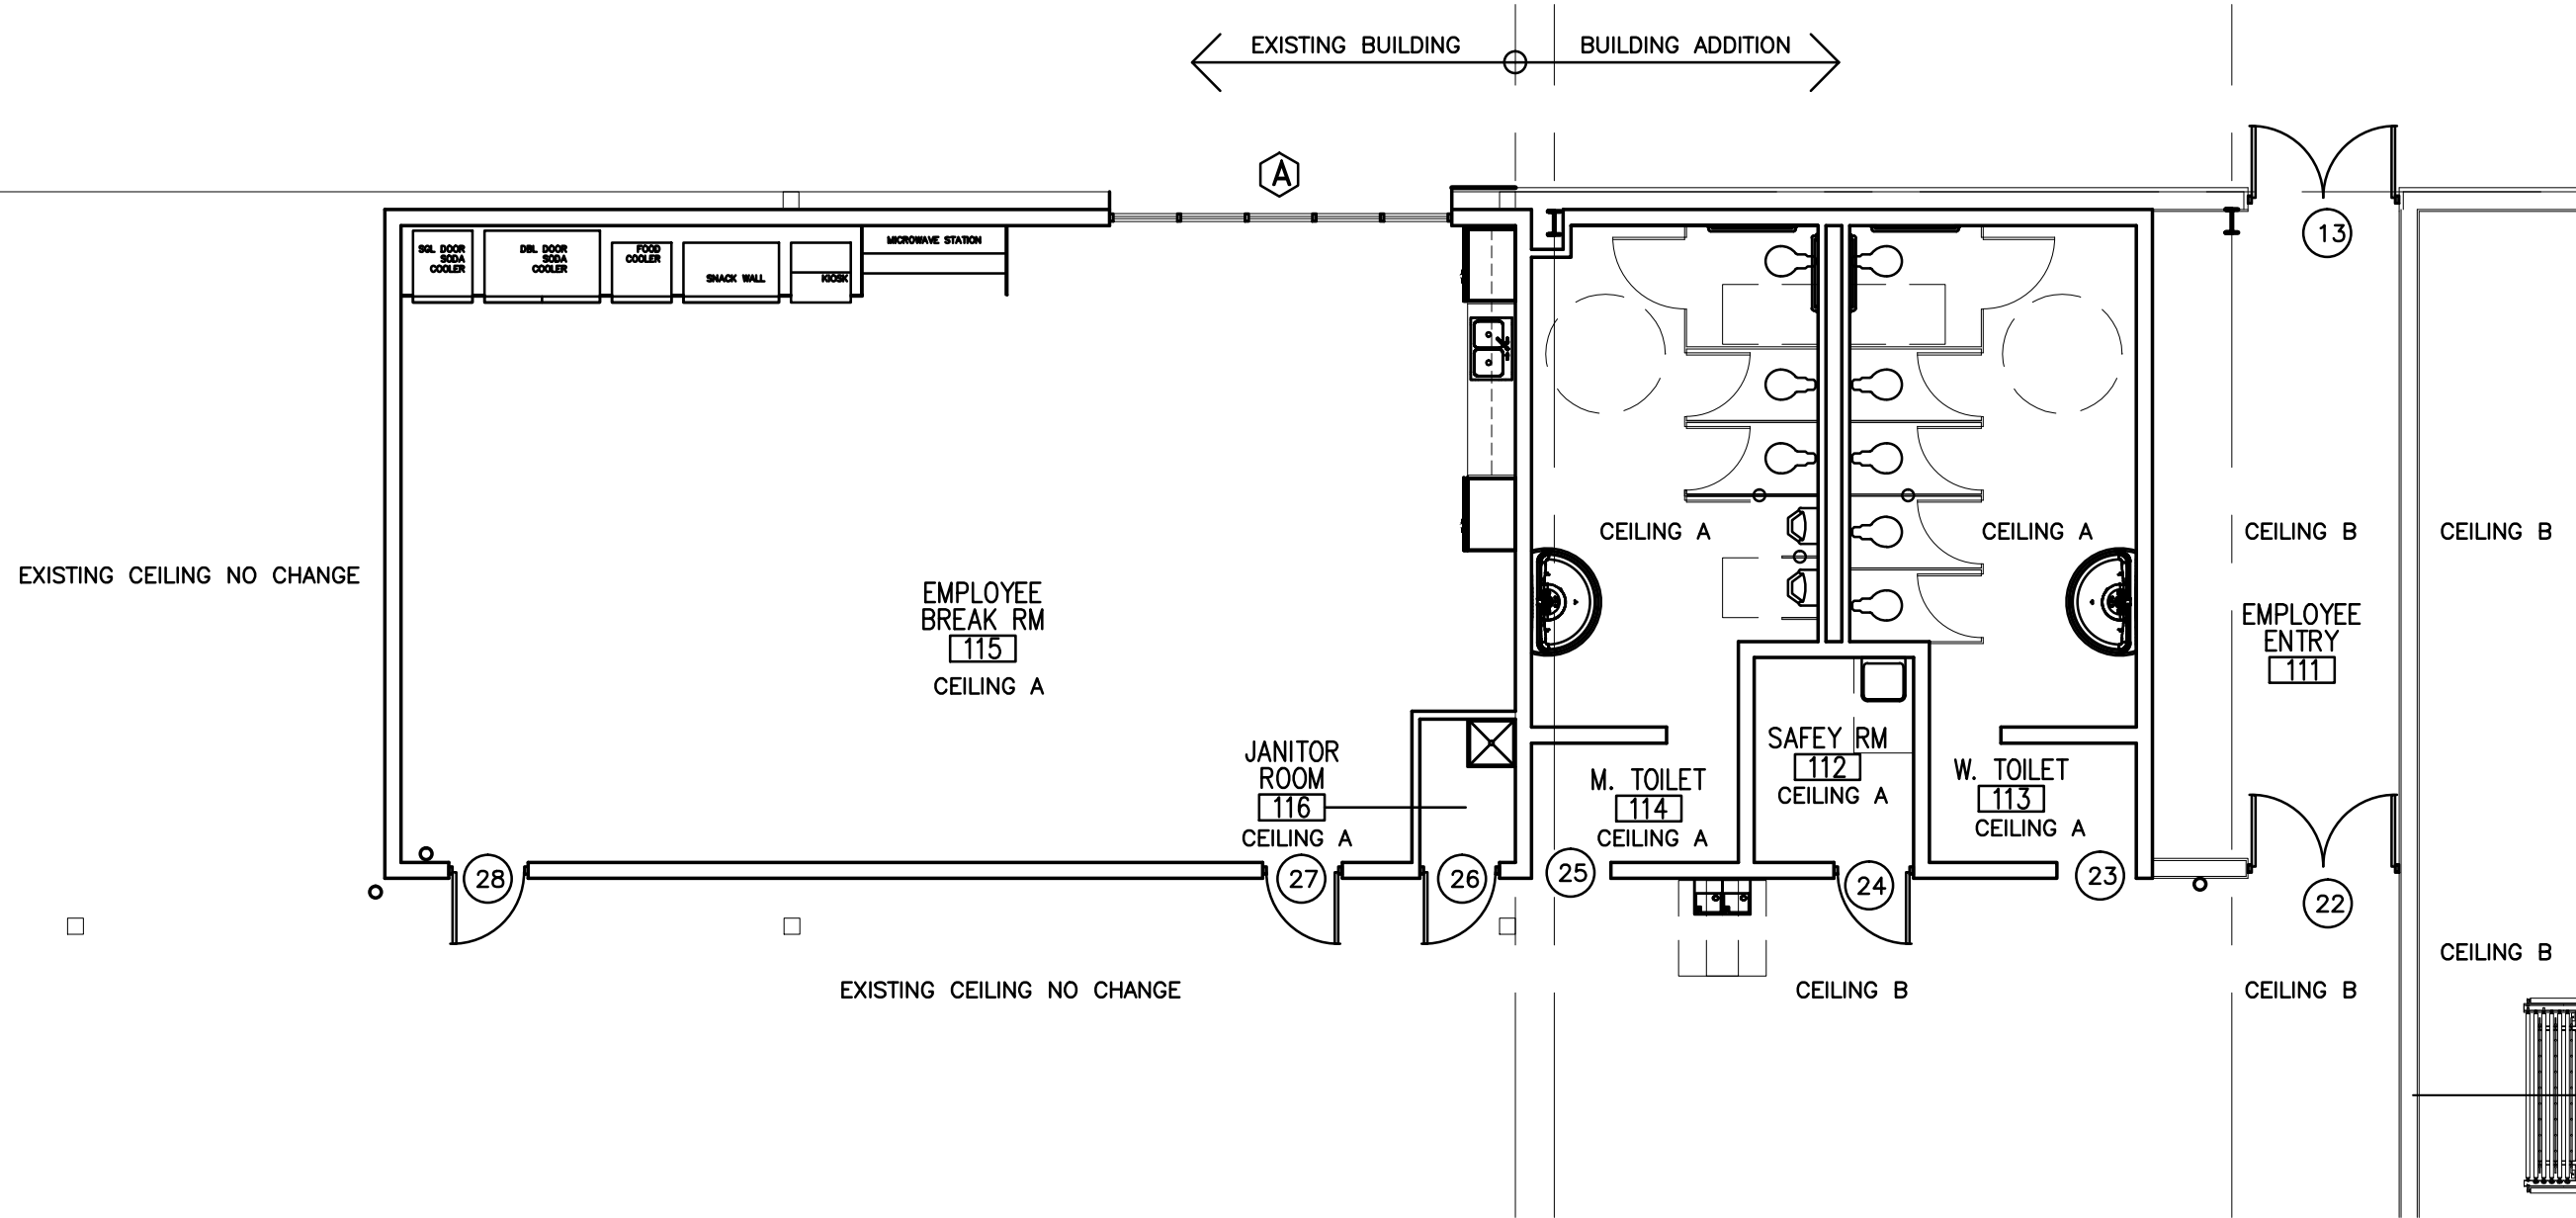 EXISTING BUILDING
BUILDING ADDITION
A
13
SGL DOOR
SODA
COOLER
DBL DOOR
SODA
COOLER
FOOD
COOLER
SNACK WALL
KIOSK
MICROWAVE STATION
CEILING A
CEILING A
CEILING B
CEILING B
EXISTING CEILING NO CHANGE
EMPLOYEE
BREAK RM
115
CEILING A
EMPLOYEE
ENTRY
111
JANITOR
ROOM
116
CEILING A
M. TOILET
114
CEILING A
SAFEY RM
112
CEILING A
W. TOILET
113
CEILING A
28
27
26
25
24
23
22
EXISTING CEILING NO CHANGE
CEILING B
CEILING B
CEILING B